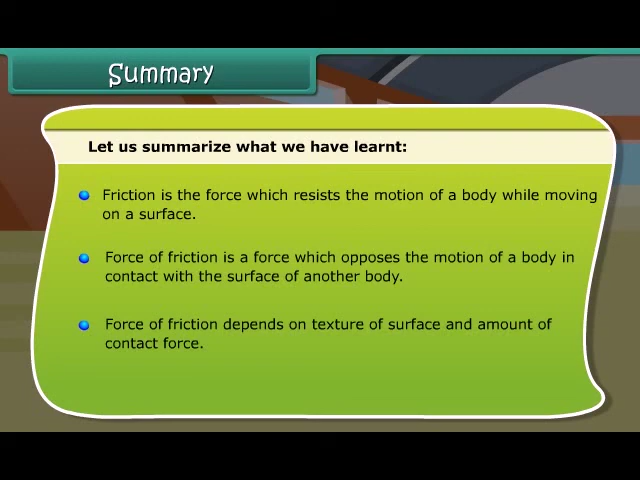 Summary
Let us summarize what we have learnt:
Friction is the force which resists the motion of a body while moving
on a surface.
Force of friction is a force which opposes the motion of a body in
contact with the surface of another body.
Force of friction depends on texture of surface and amount of
contact force.